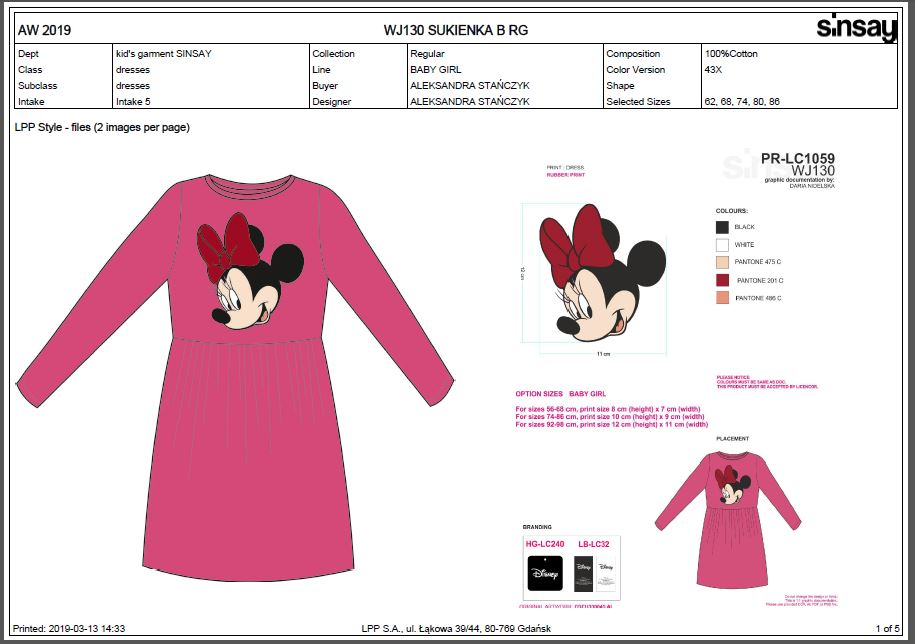 AW 2019
WJ130 SUKIENKA B RG
sinsay
Dept kid's garment SINSAY Collection Regular Composition 100%Cotton
Class dresses Line BABY GIRL Color Version 43X
Subclass dresses Buyer ALEKSANDRA STAŃCZYK Shape
Intake Intake 5 Designer ALEKSANDRA STAŃCZYK Selected Sizes 62, 68, 74, 80, 86
LPP Style - files (2 images per page)
PRINT : DRESS
RUBBER: PRINT
PR-LC1059
WJ130
graphic documentation by:
DARIA NIDELSKA
COLOURS:
BLACK
WHITE
PANTONE 475 C
PANTONE 201 C
PANTONE 486 C
12 cm
11 cm
PLEASE NOTICE:
COLOURS MUST BE SAME AS DOC.
THIS PRODUCT MUST BE ACCEPTED BY LICENCOR.
OPTION SIZES BABY GIRL
For sizes 56-68 cm, print size 8 cm (height) x 7 cm (width)
For sizes 74-86 cm, print size 10 cm (height) x 9 cm (width)
For sizes 92-98 cm, print size 12 cm (height) x 11 cm (width)
PLACEMENT
BRANDING
HG-LC240 LB-LC32
Disney Disney Disney
Printed: 2019-03-13 14:33
LPP S.A., ul. Łąkowa 39/44, 80-769 Gdańsk
1 of 5